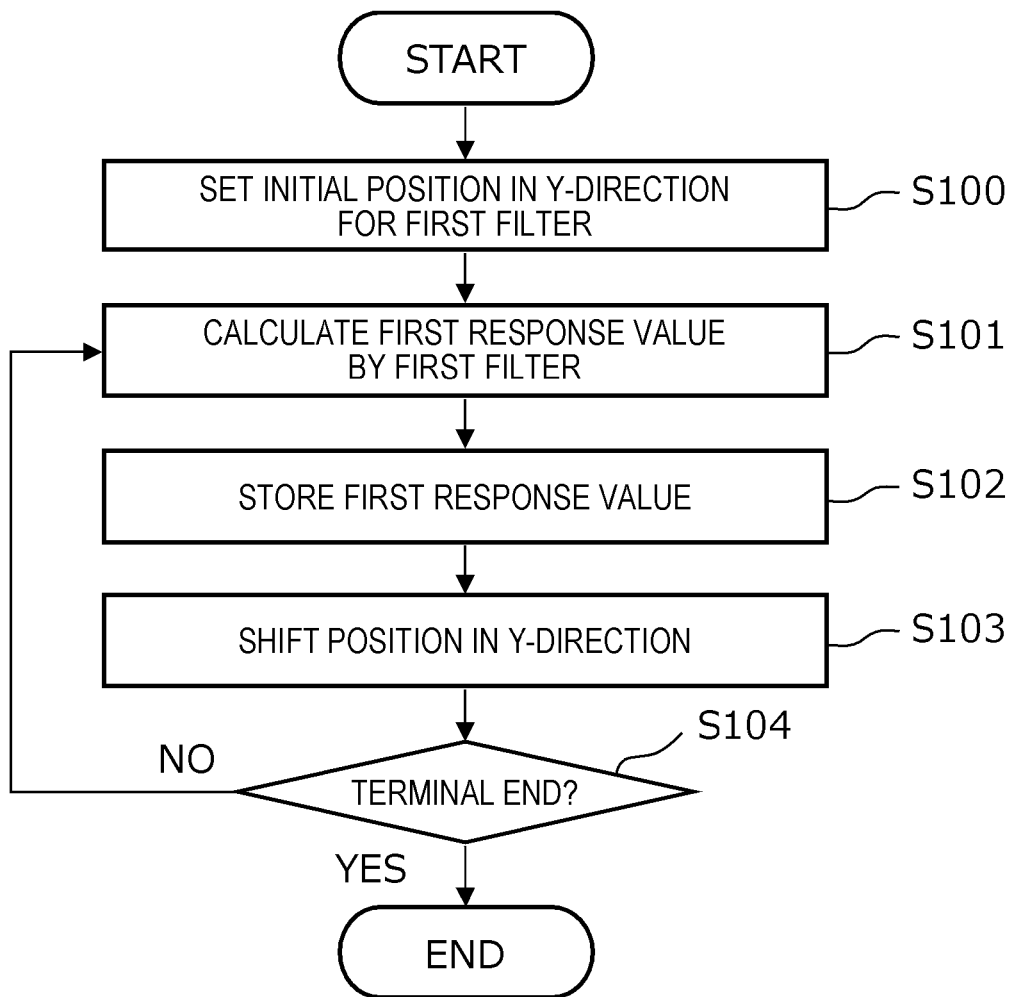 START
SET INITIAL POSITION IN Y-DIRECTION
FOR FIRST FILTER
S100
CALCULATE FIRST RESPONSE VALUE
BY FIRST FILTER
S101
STORE FIRST RESPONSE VALUE
S102
SHIFT POSITION IN Y-DIRECTION
S103
S104
NO
TERMINAL END?
YES
END